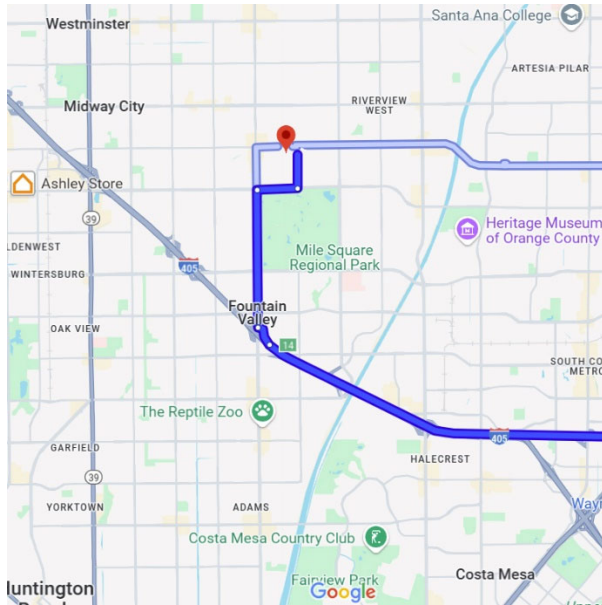 Santa Ana College
Westminster
ARTESIA PILAR
Midway City
RIVERVIEW
WEST
Ashley Store
39
Heritage Museum
of Orange County
Mile Square
Regional Park
LDENWEST
WINTERSBURG
405
Fountain
Valley
OAK VIEW
14
SOUTH CO
METRO
The Reptile Zoo
405
GARFIELD
HALECREST
39
YORKTOWN
ADAMS
Wayf
Costa Mesa Country Club
Costa Mesa
Fairview Park
Huntington
Google